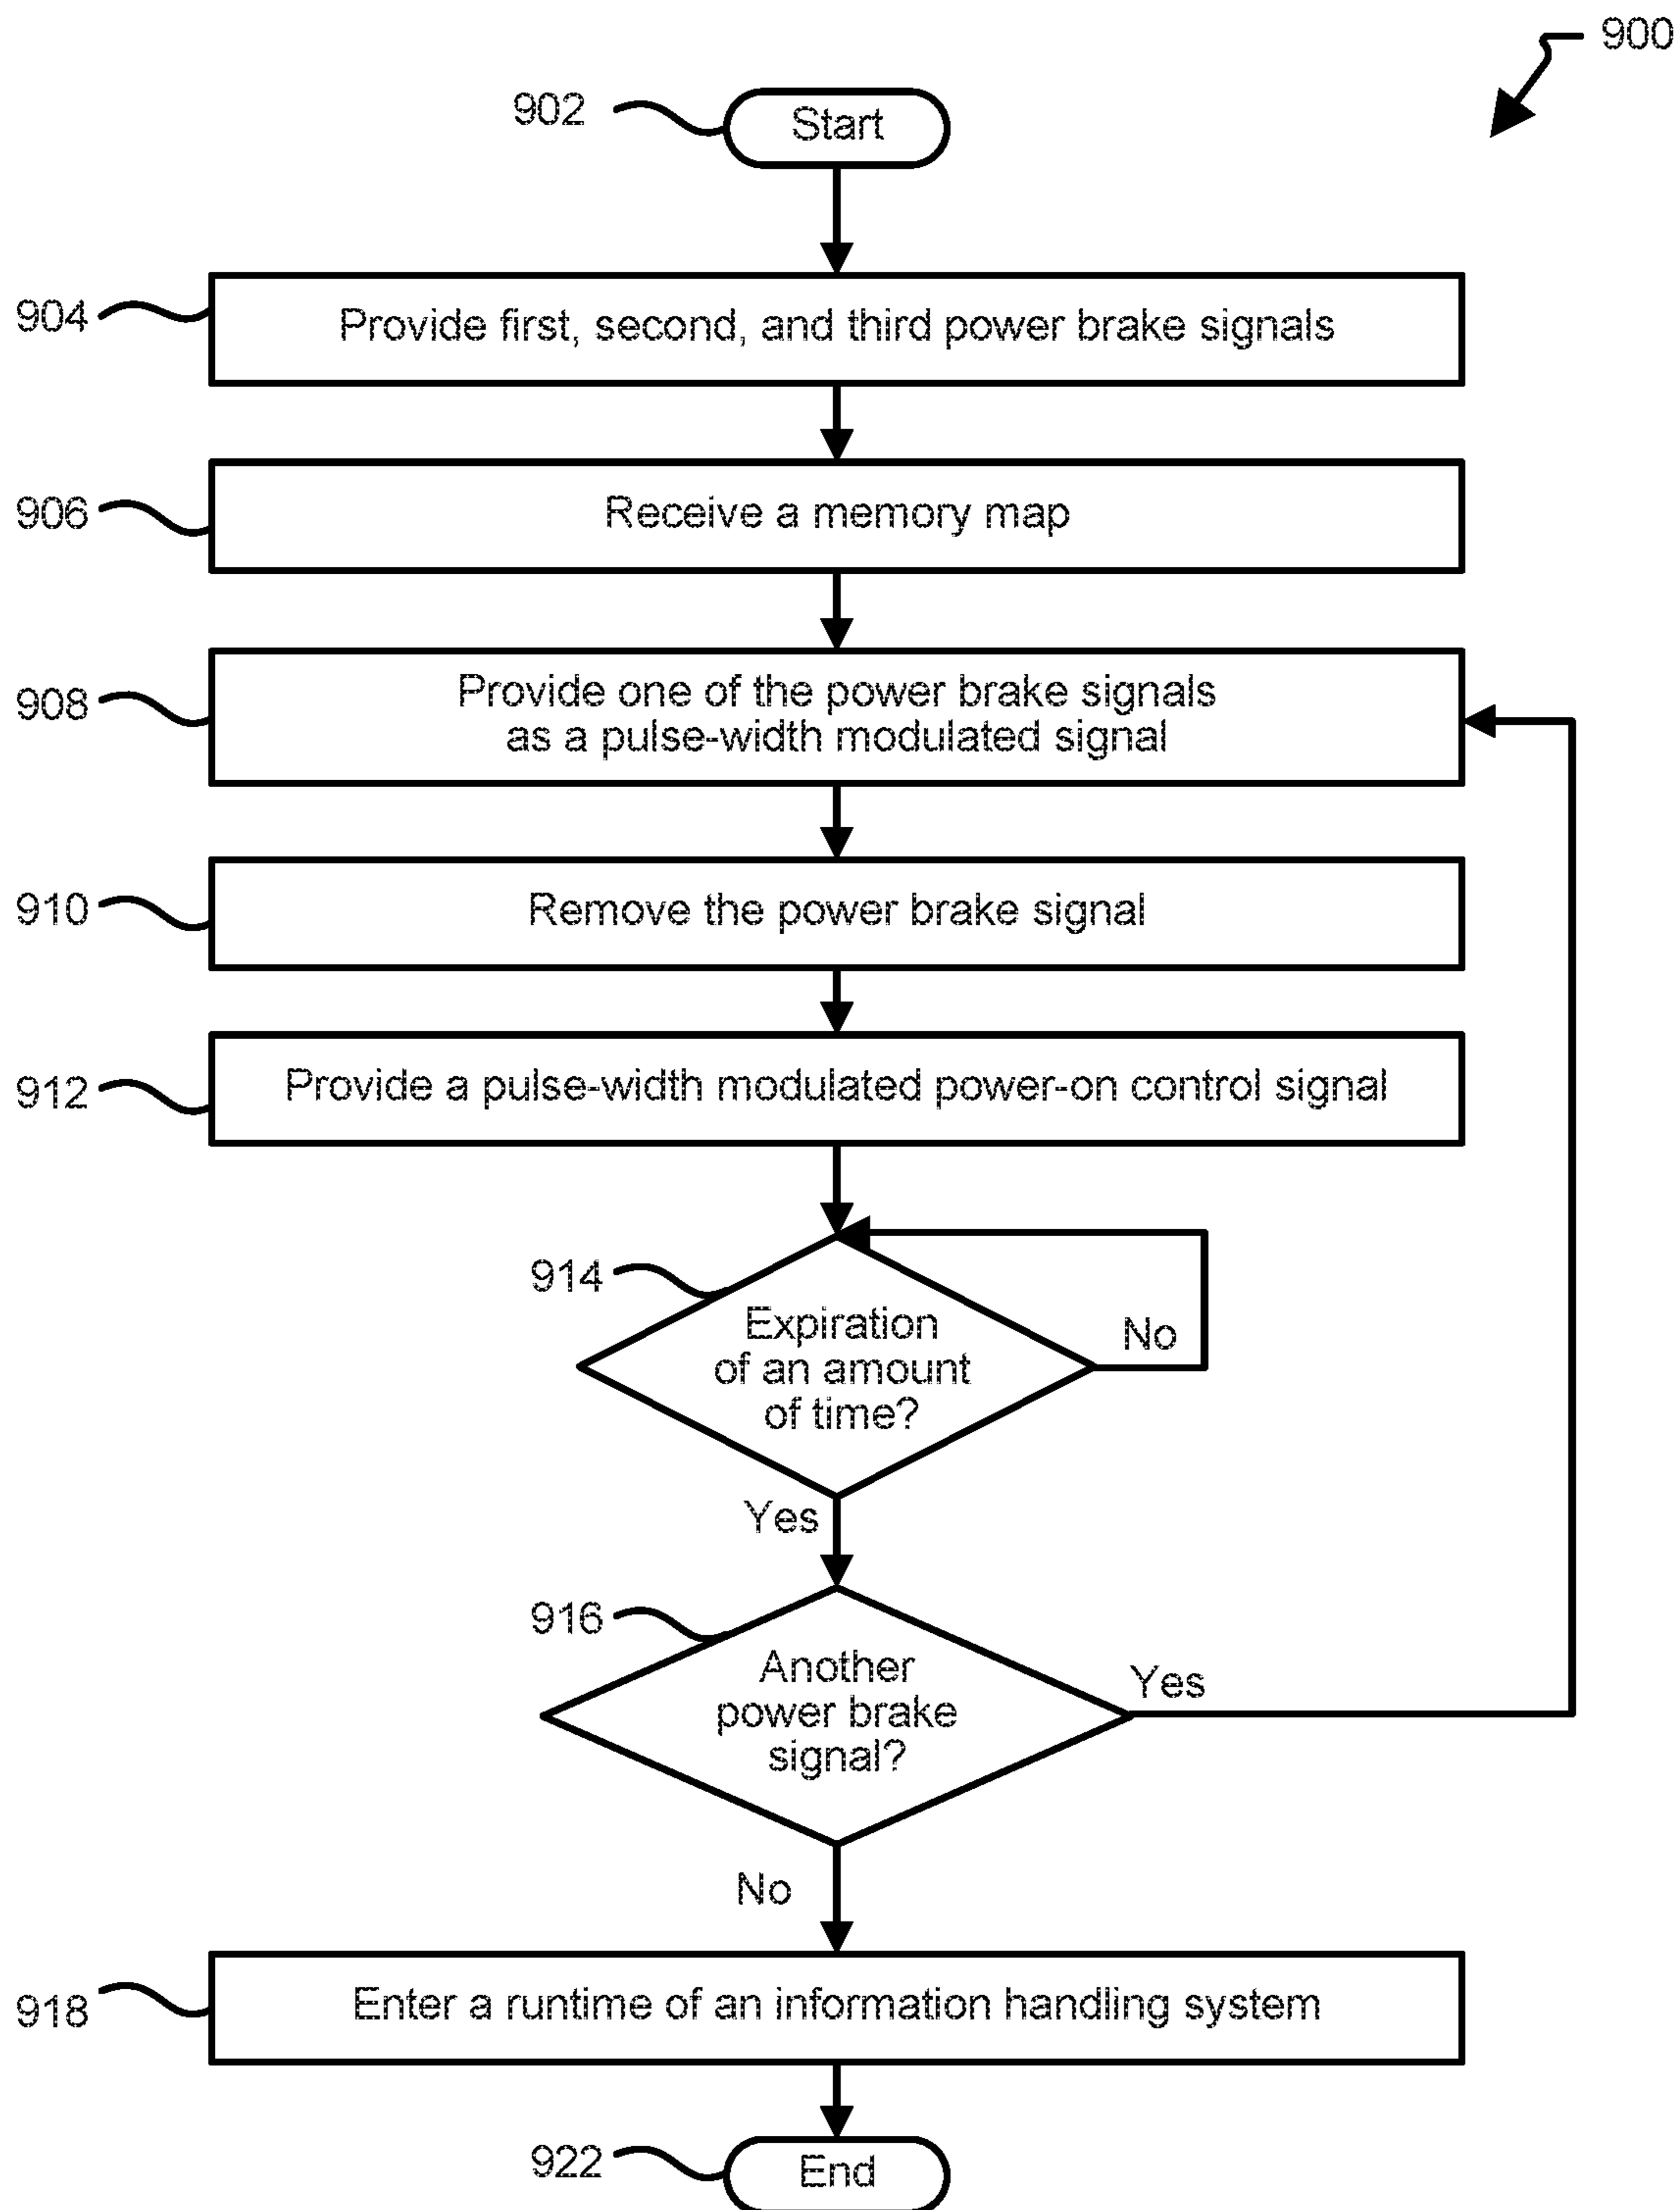 900
902
Start
904
Provide first, second, and third power brake signals
906
Receive a memory map
908
Provide one of the power brake signals
as a pulse-width modulated signal
910
Remove the power brake signal
912
Provide a pulse-width modulated power-on control signal
914
Expiration
of an amount
of time?
No
Yes
916
Another
power brake
signal?
Yes
No
918
Enter a runtime of an information handling system
922
End